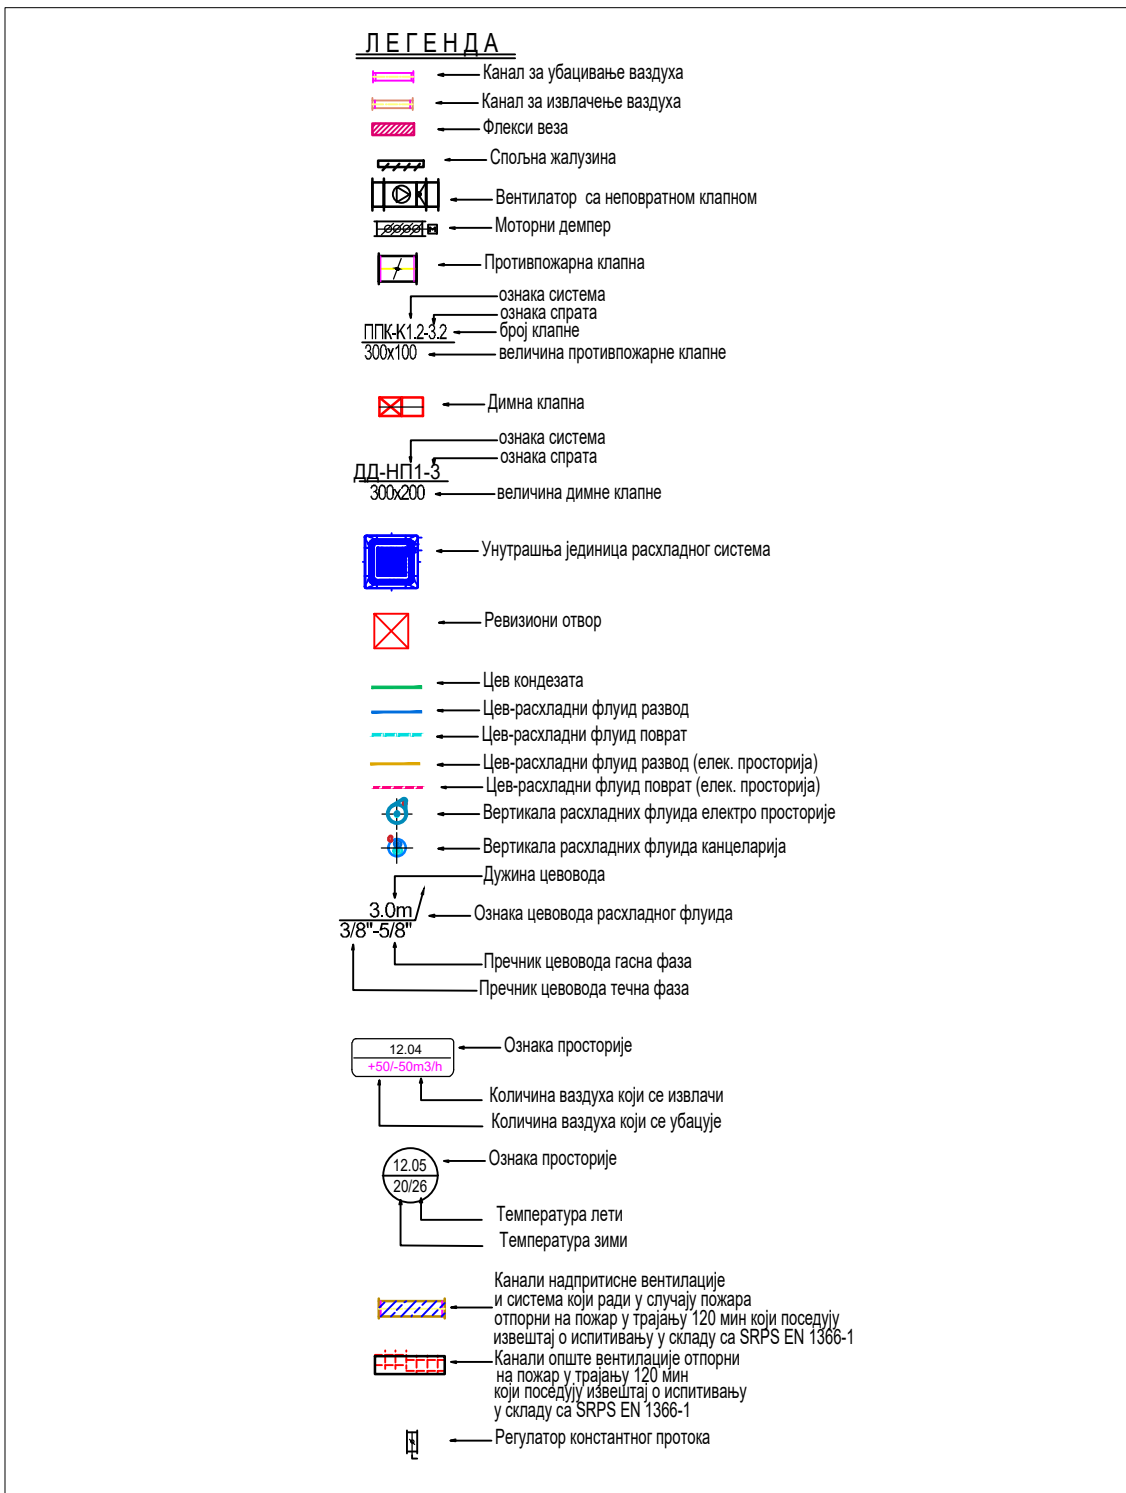 ЛЕГЕНДА
Канал за убацивање ваздуха
Канал за извлачење ваздуха
Флекси веза
Спољна жалузина
Вентилатор са неповратном клапном
Моторни демпер
Противпожарна клапна
ознака система
ознака спрата
ППК-К1.2-3.2
број клапне
300x100
величина противпожарне клапне
Димна клапна
ознака система
ознака спрата
ДД-НП1-3
300x200
величина димне клапне
Унутрашња јединица расхладног система
Ревизиони отвор
Цев кондезата
Цев-расхладни флуид развод
Цев-расхладни флуид поврат
Цев-расхладни флуид развод (елек. просторија)
Цев-расхладни флуид поврат (елек. просторија)
Вертикала расхладних флуида електро просторије
Вертикала расхладних флуида канцеларија
Дужина цевовода
3.0m
Ознака цевовода расхладног флуида
3/8"-5/8"
Пречник цевовода гасна фаза
Пречник цевовода течна фаза
12.04
Ознака просторије
+50/-50m3/h
Количина ваздуха који се извлачи
Количина ваздуха који се убацује
12.05
Ознака просторије
20/26
Температура лети
Температура зими
Канали надпритисне вентилације
и система који ради у случају пожара
отпорни на пожар у трајању 120 мин који поседују
извештај о испитивању у складу са SRPS EN 1366-1
Канали опште вентилације отпорни
на пожар у трајању 120 мин
који поседују извештај о испитивању
у складу са SRPS EN 1366-1
Регулатор константног протока